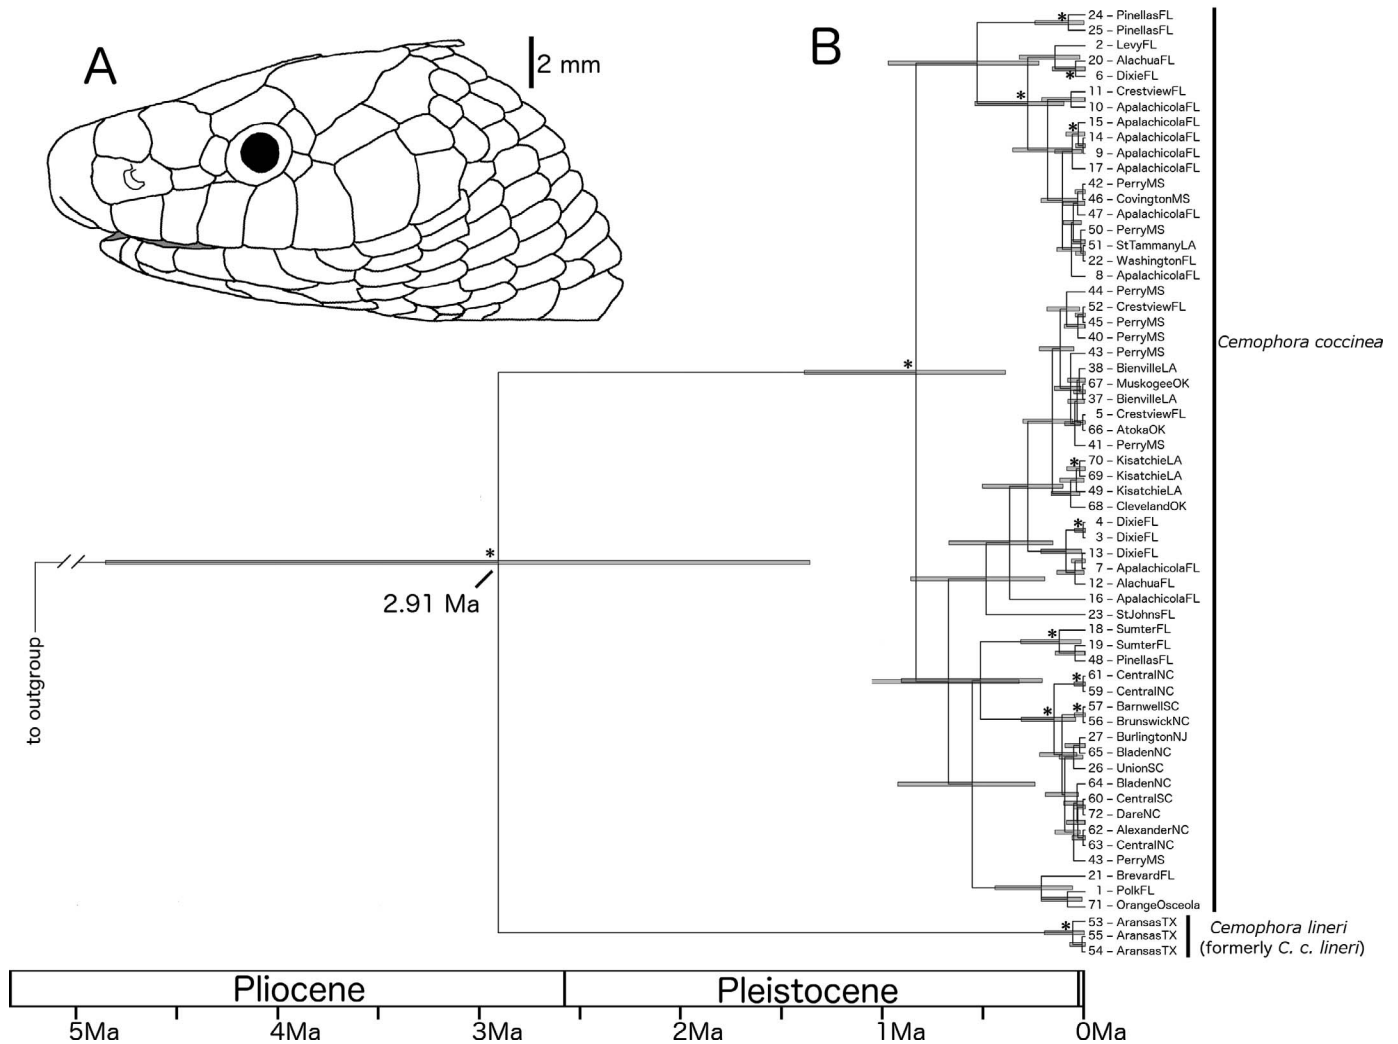 A
2 mm
B
24 – PinellasFL
25 – PinellasFL
2 – LevyFL
20 – AlachuaFL
6 – DixieFL
11 – CrestviewFL
10 – ApalachicolaFL
15 – ApalachicolaFL
14 – ApalachicolaFL
9 – ApalachicolaFL
17 – ApalachicolaFL
42 – PerryMS
46 – CovingtonMS
47 – ApalachicolaFL
50 – PerryMS
51 – StTammanyLA
22 – WashingtonFL
8 – ApalachicolaFL
44 – PerryMS
52 – CrestviewFL
45 – PerryMS
40 – PerryMS
43 – PerryMS
38 – BienvilleLA
67 – MuskogeeOK
37 – BienvilleLA
5 – CrestviewFL
66 – AtokaOK
41 – PerryMS
70 – KisatchieLA
69 – KisatchieLA
49 – KisatchieLA
68 – ClevelandOK
4 – DixieFL
3 – DixieFL
13 – DixieFL
7 – ApalachicolaFL
12 – AlachuaFL
16 – ApalachicolaFL
23 – StJohnsFL
18 – SumterFL
19 – SumterFL
48 – PinellasFL
61 – CentralNC
59 – CentralNC
57 – BarnwellSC
56 – BrunswickNC
27 – BurlingtonNJ
65 – BladenNC
26 – UnionSC
64 – BladenNC
60 – CentralSC
72 – DareNC
62 – AlexanderNC
63 – CentralNC
43 – PerryMS
21 – BrevardFL
1 – PolkFL
71 – OrangeOsceola
53 – AransasTX
55 – AransasTX
54 – AransasTX
Cemophora coccinea
Cemophora lineri
(formerly C. c. lineri)
2.91 Ma
to outgroup
Pliocene
Pleistocene
5Ma
4Ma
3Ma
2Ma
1Ma
0Ma